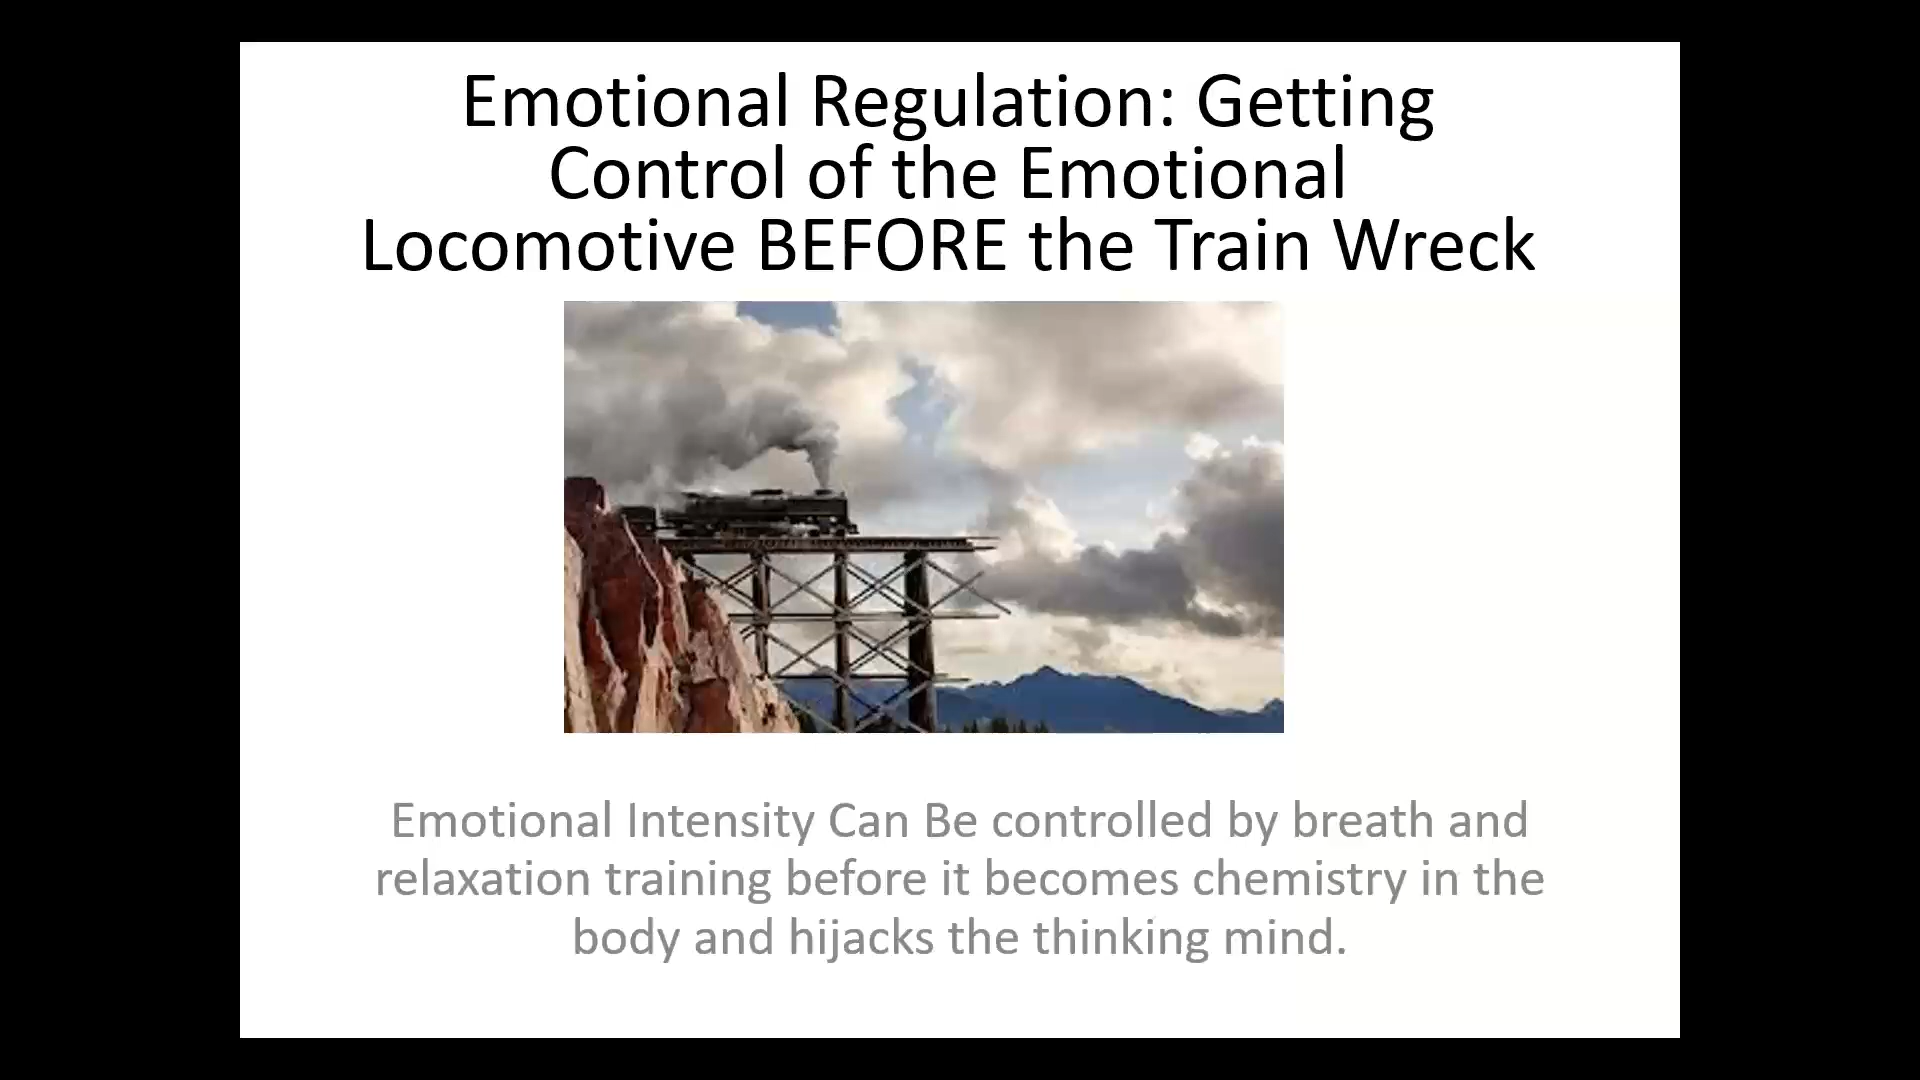 Emotional Regulation: Getting
Control of the Emotional
Locomotive BEFORE the Train Wreck
Emotional Intensity Can Be controlled by breath and
relaxation training before it becomes chemistry in the
body and hijacks the thinking mind.